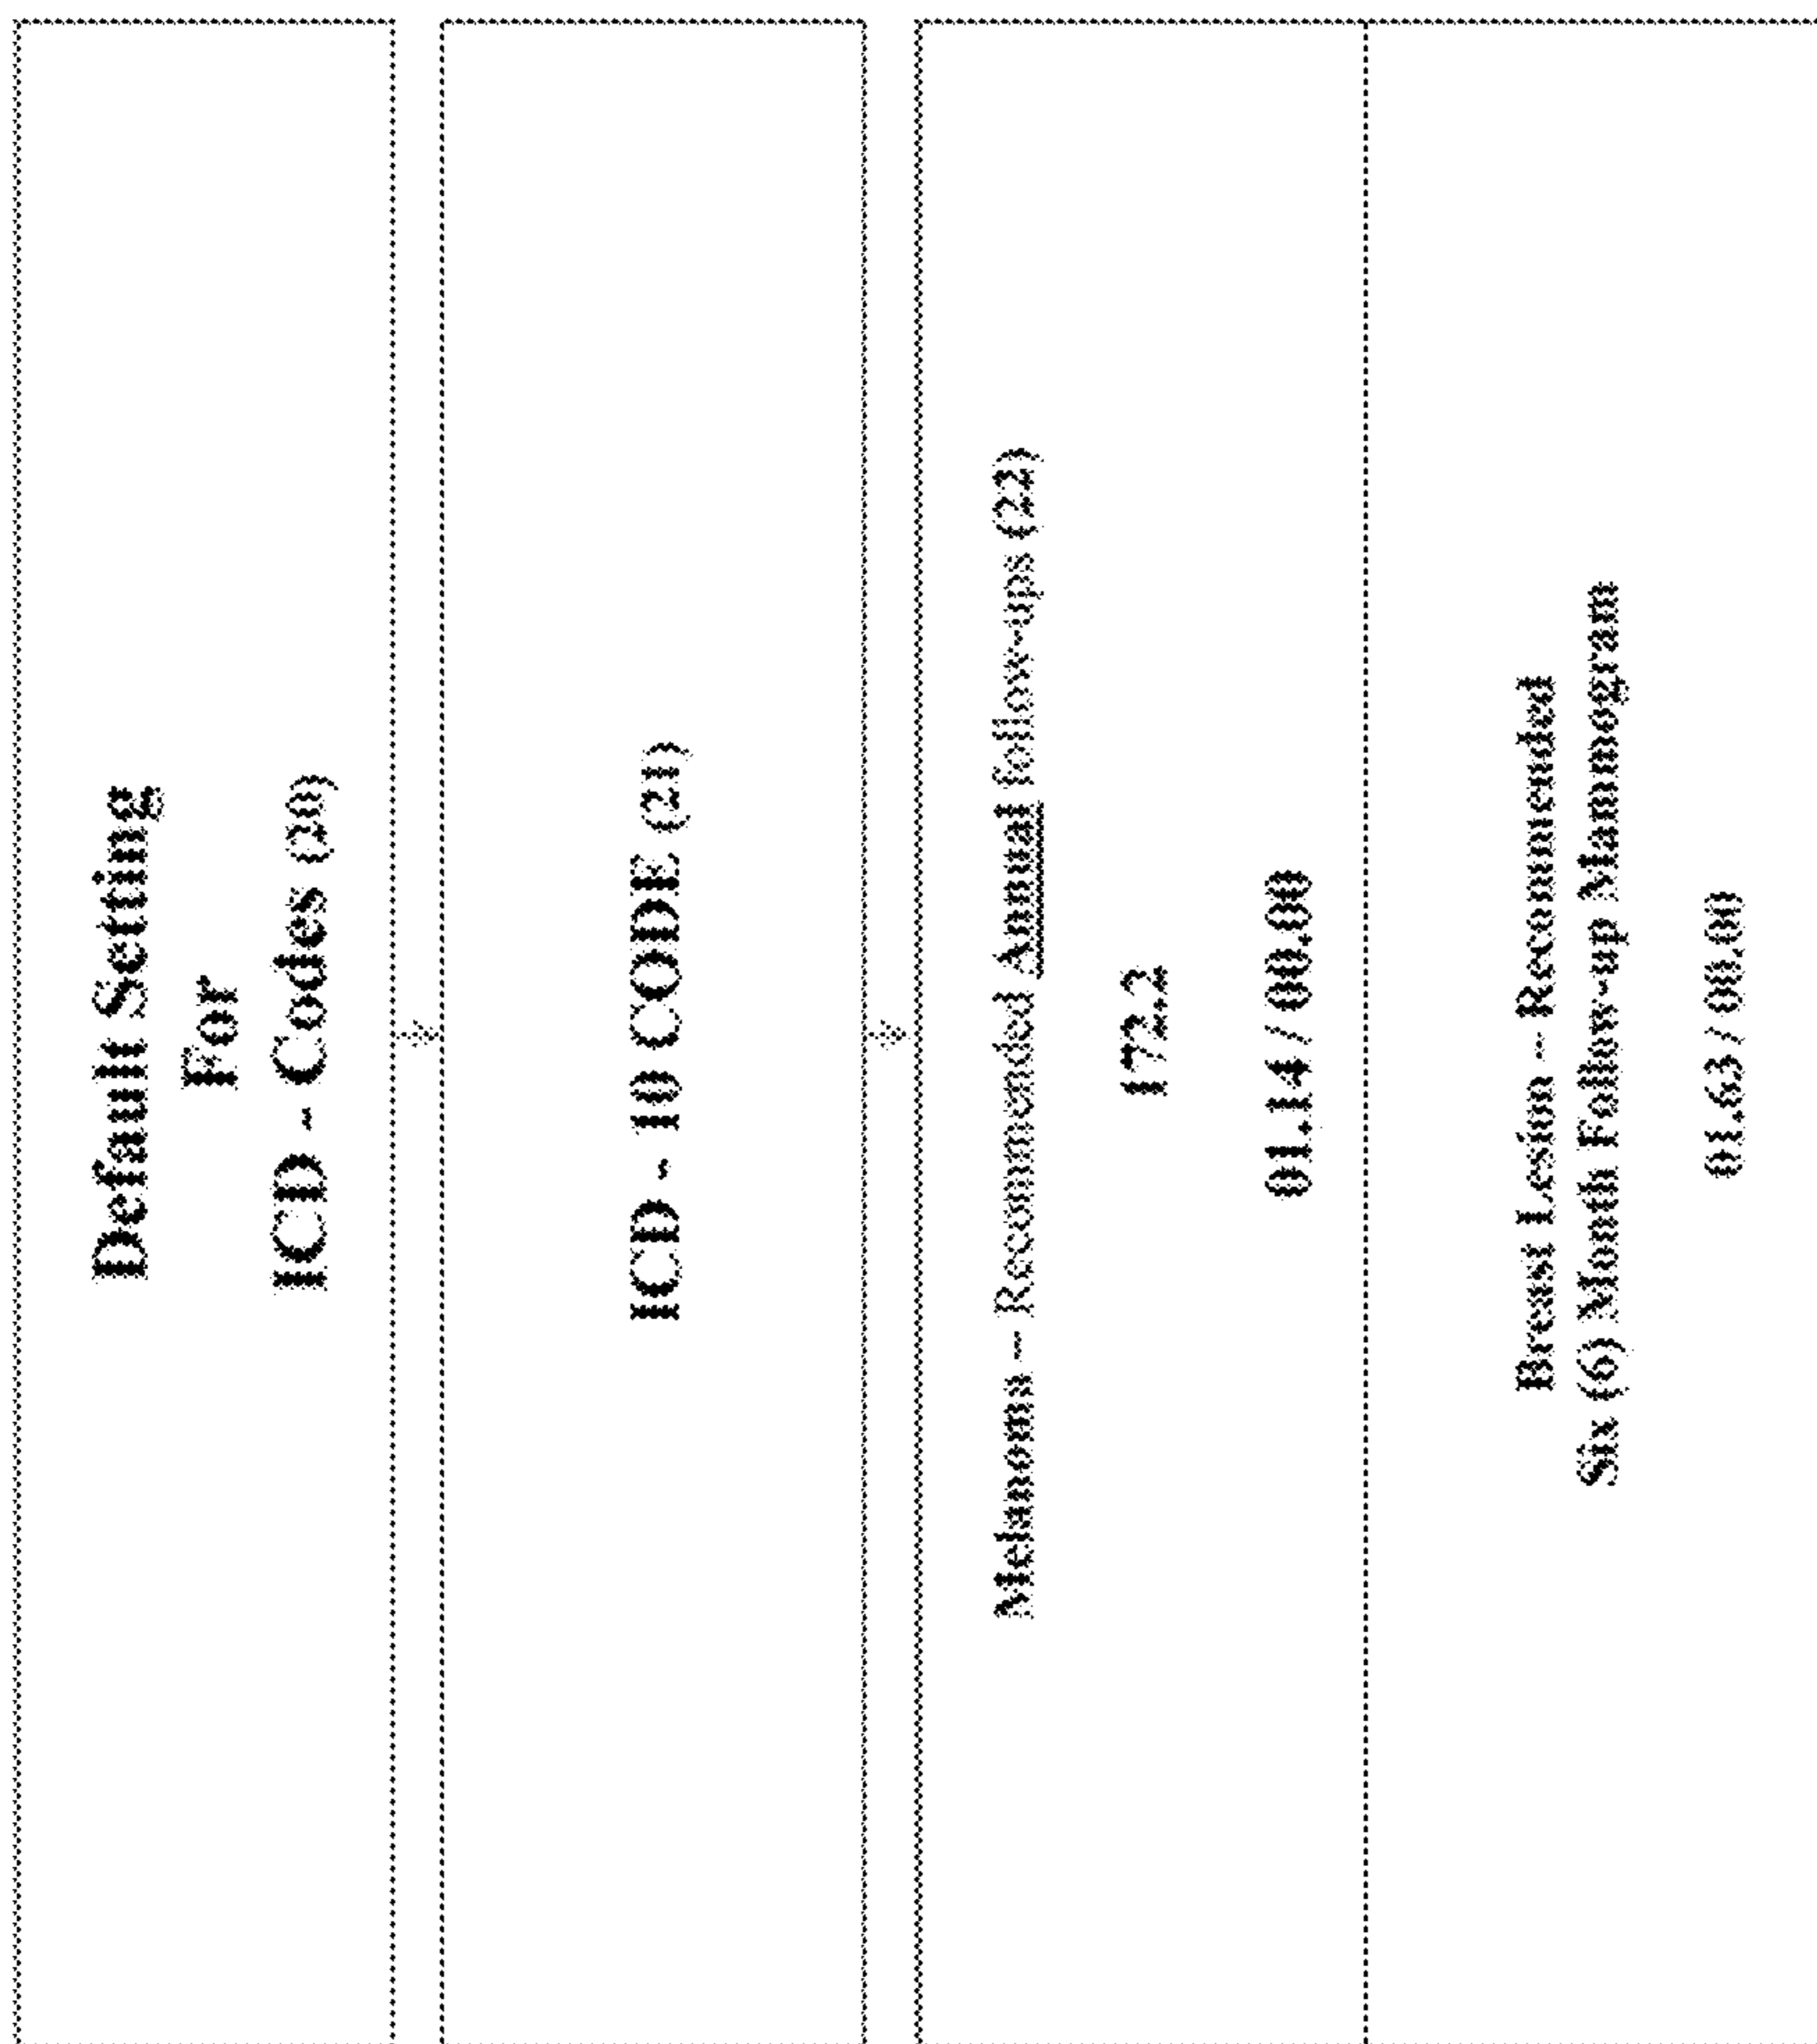 Default Setting
For
ICD - Codes (20)
ICD - 10 CODE (21)
Melanoma – Recommended Annual follow-ups (22)
172.2
01.14 / 00.00
Breast Lesion – Recommended
Six (6) Month Follow-up Mammogram
01.63 / 00.00